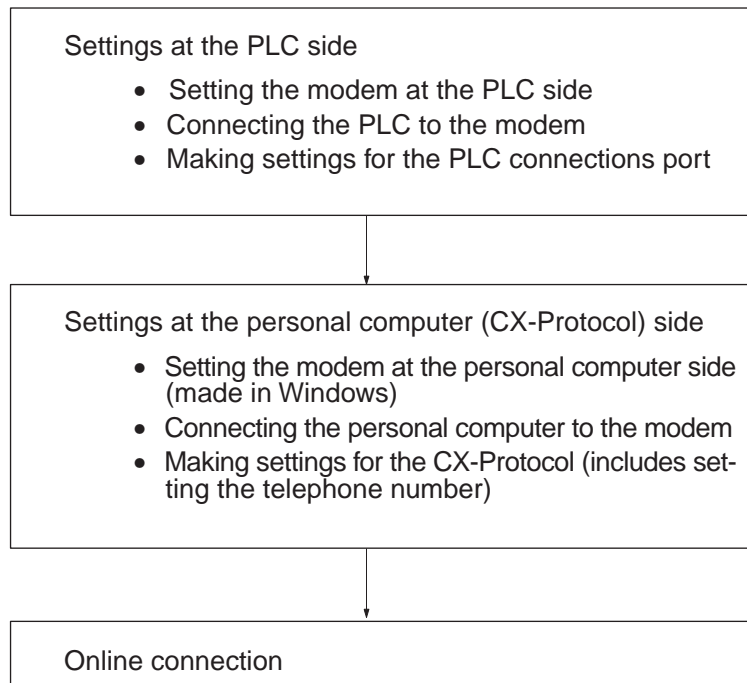 Settings at the PLC side
• Setting the modem at the PLC side
• Connecting the PLC to the modem
• Making settings for the PLC connections port
Settings at the personal computer (CX-Protocol) side
• Setting the modem at the personal computer side
(made in Windows)
• Connecting the personal computer to the modem
• Making settings for the CX-Protocol (includes set-
ting the telephone number)
Online connection